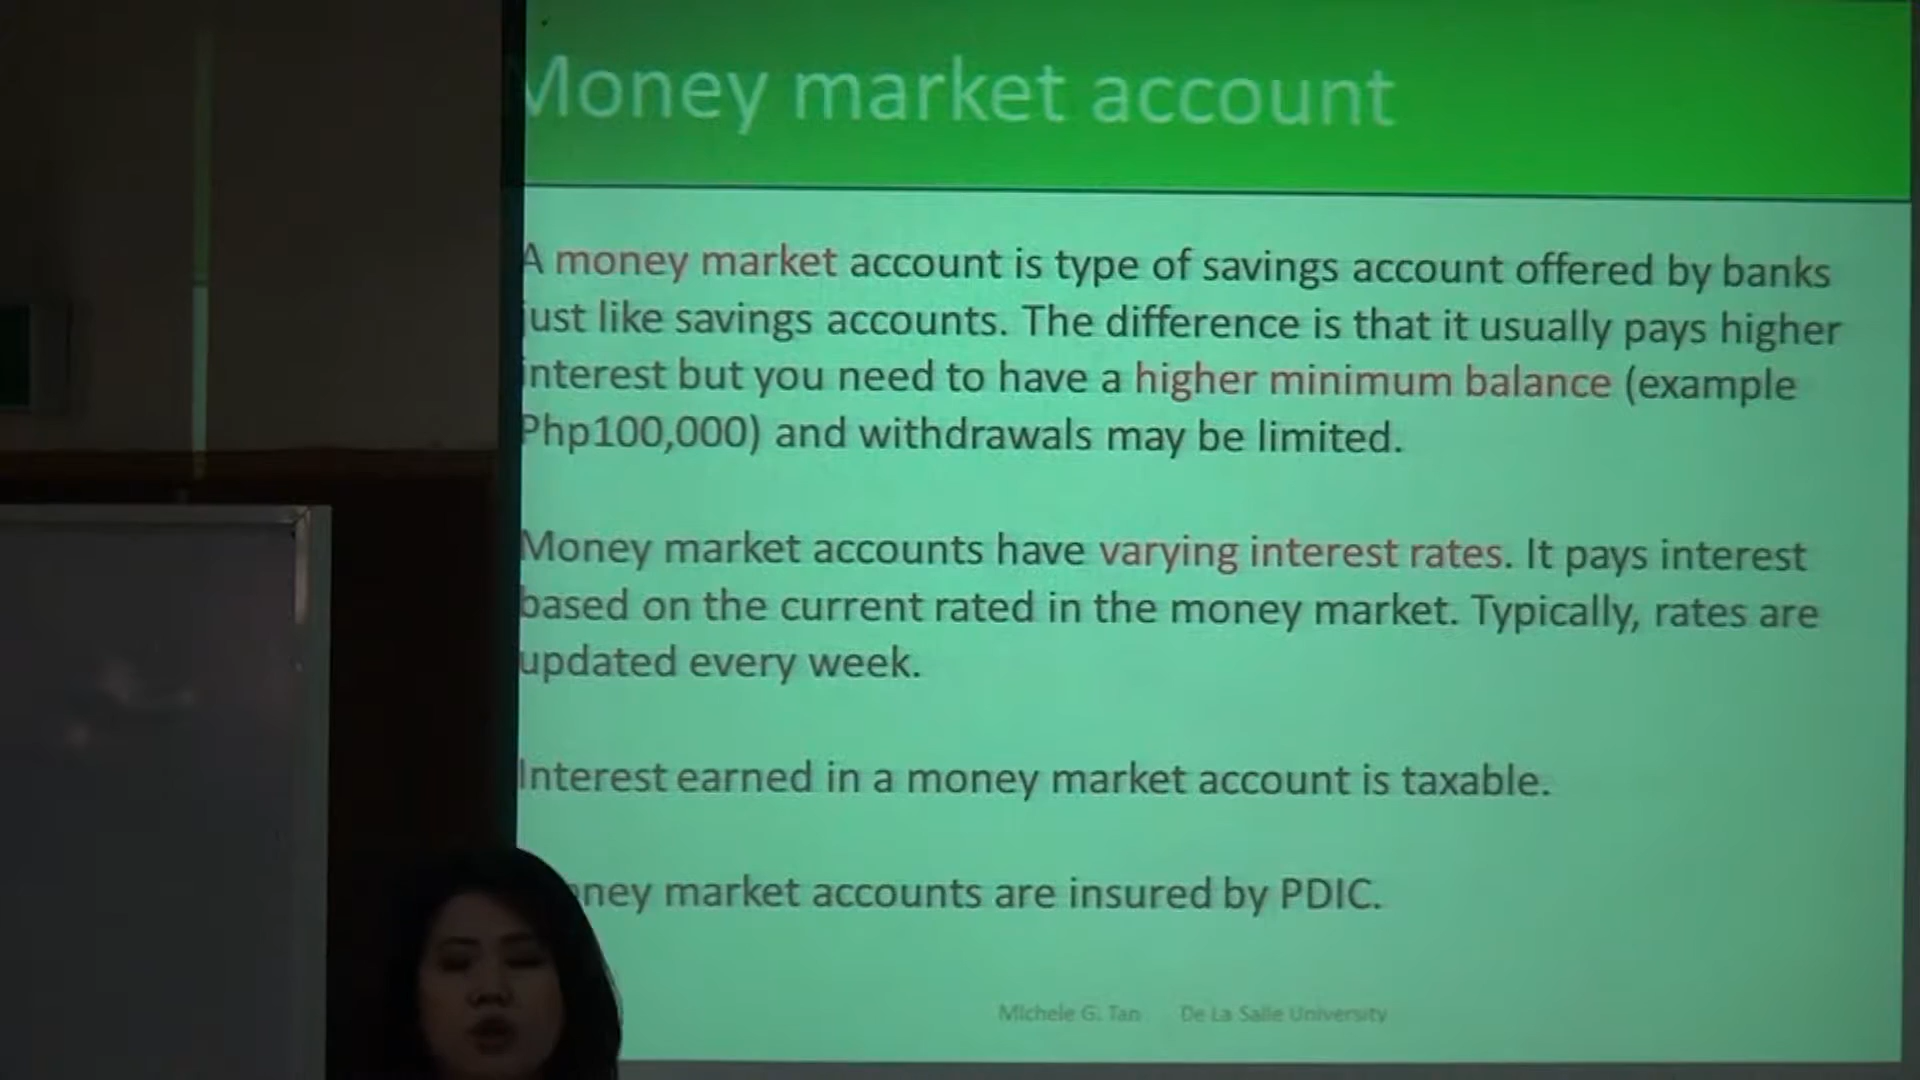 Money market account
A money market account is type of savings account offered by banks
just like savings accounts. The difference is that it usually pays higher
interest but you need to have a higher minimum balance (example
Php100,000) and withdrawals may be limited.
Money market accounts have varying interest rates. It pays interest
based on the current rated in the money market. Typically, rates are
updated every week.
Interest earned in a money market account is taxable.
ney market accounts are insured by PDIC.
Michele G. Tan De La Salle University